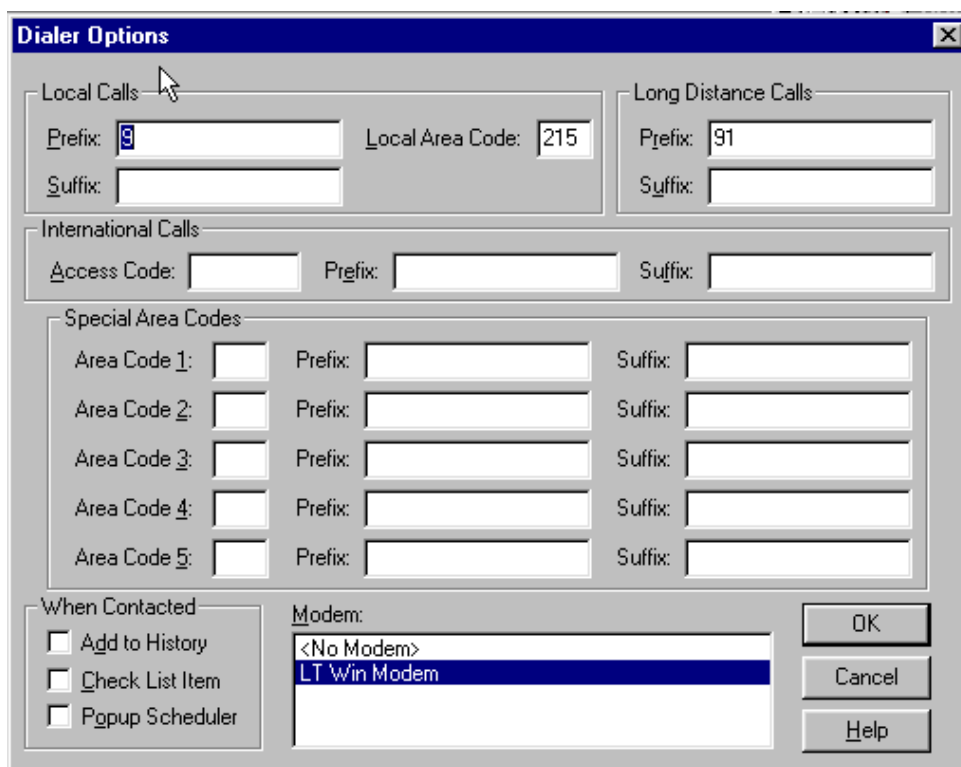 Dialer Options
Local Calls
Long Distance Calls
Prefix: 9 Local Area Code: 215 Prefix: 91
Suffix: Suffix:
International Calls
Access Code: Prefix: Suffix:
Special Area Codes
Area Code 1: Prefix: Suffix:
Area Code 2: Prefix: Suffix:
Area Code 3: Prefix: Suffix:
Area Code 4: Prefix: Suffix:
Area Code 5: Prefix: Suffix:
When Contacted
Add to History
Check List Item
Popup Scheduler
Modem:
<No Modem>
LT Win Modem
OK
Cancel
Help